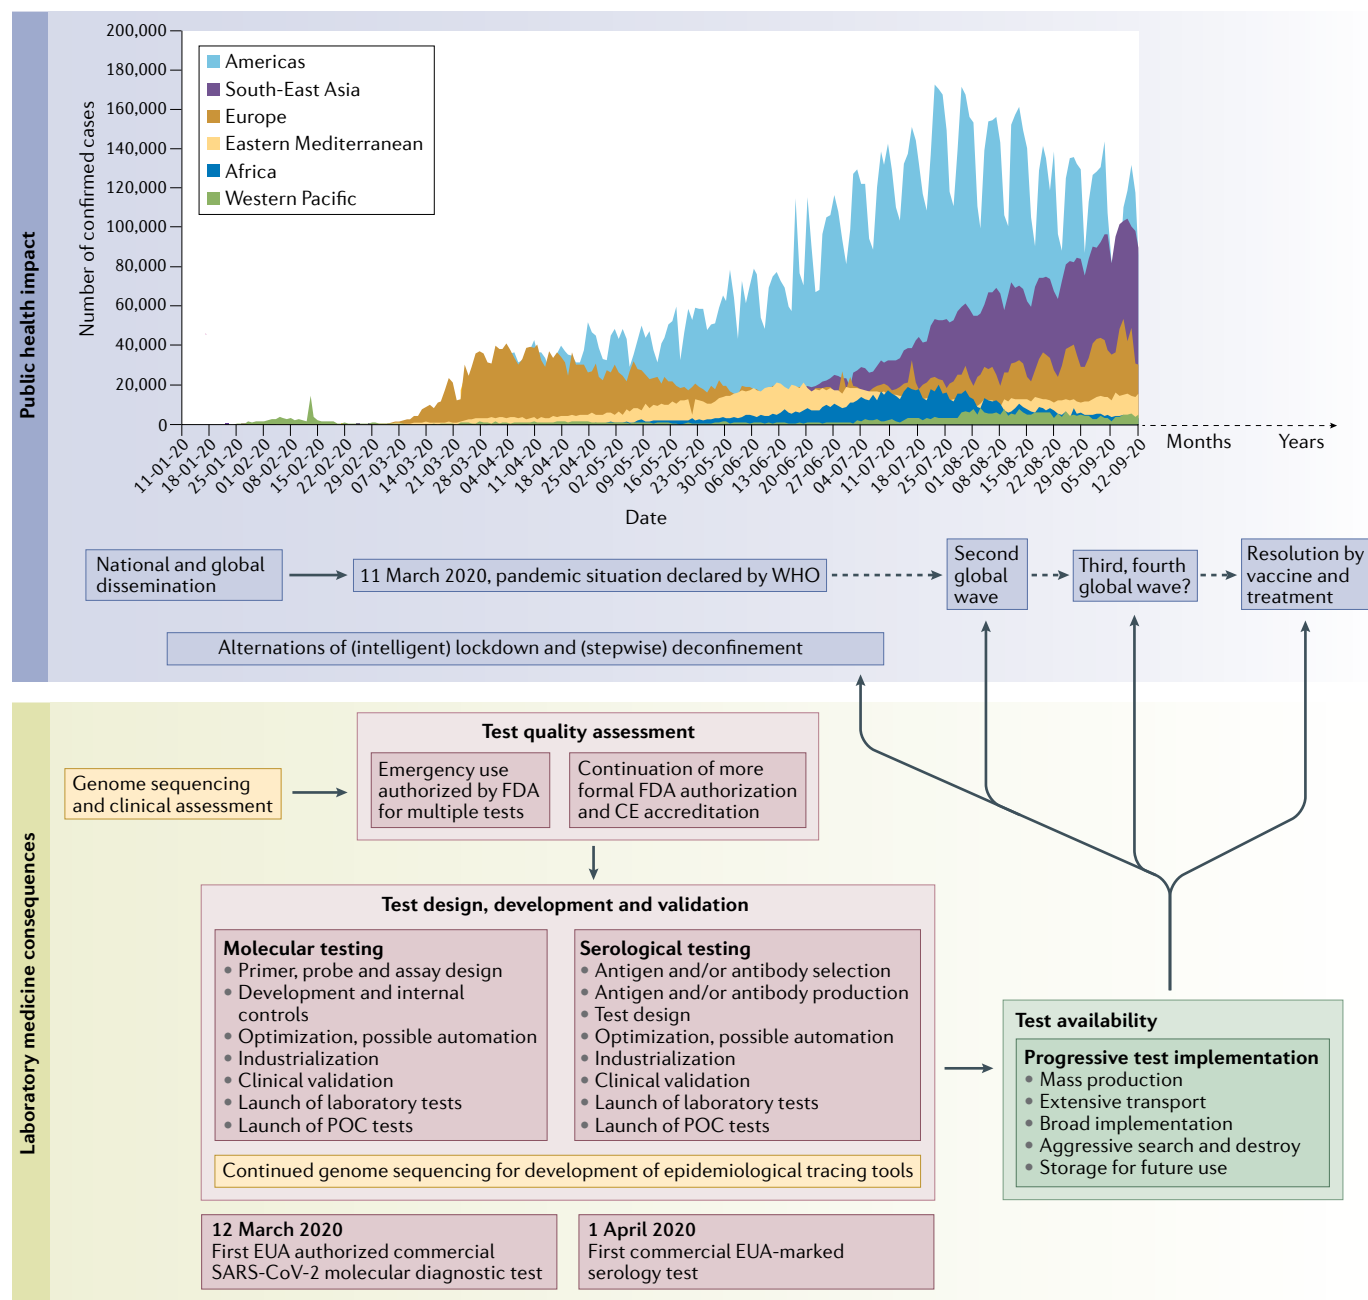 Public health impact
Number of confirmed cases
200,000
180,000
160,000
140,000
120,000
100,000
80,000
60,000
40,000
20,000
0
Americas
South-East Asia
Europe
Eastern Mediterranean
Africa
Western Pacific
11-01-20
18-01-20
25-01-20
01-02-20
08-02-20
15-02-20
22-02-20
29-02-20
07-03-20
14-03-20
21-03-20
28-03-20
04-04-20
11-04-20
18-04-20
25-04-20
02-05-20
09-05-20
16-05-20
23-05-20
30-05-20
06-06-20
13-06-20
20-06-20
27-06-20
04-07-20
11-07-20
18-07-20
25-07-20
01-08-20
08-08-20
15-08-20
22-08-20
29-08-20
05-09-20
12-09-20
Months
Years
Date
National and global
dissemination
11 March 2020, pandemic situation declared by WHO
Second
global
wave
Third, fourth
global wave?
Resolution by
vaccine and
treatment
Alternations of (intelligent) lockdown and (stepwise) deconfinement
Laboratory medicine consequences
Genome sequencing
and clinical assessment
Test quality assessment
Emergency use
authorized by FDA
for multiple tests
Continuation of more
formal FDA authorization
and CE accreditation
Test design, development and validation
Molecular testing
• Primer, probe and assay design
• Development and internal
controls
• Optimization, possible automation
• Industrialization
• Clinical validation
• Launch of laboratory tests
• Launch of POC tests
Serological testing
• Antigen and/or antibody selection
• Antigen and/or antibody production
• Test design
• Optimization, possible automation
• Industrialization
• Clinical validation
• Launch of laboratory tests
• Launch of POC tests
Continued genome sequencing for development of epidemiological tracing tools
Test availability
Progressive test implementation
• Mass production
• Extensive transport
• Broad implementation
• Aggressive search and destroy
• Storage for future use
12 March 2020
First EUA authorized commercial
SARS-CoV-2 molecular diagnostic test
1 April 2020
First commercial EUA-marked
serology test